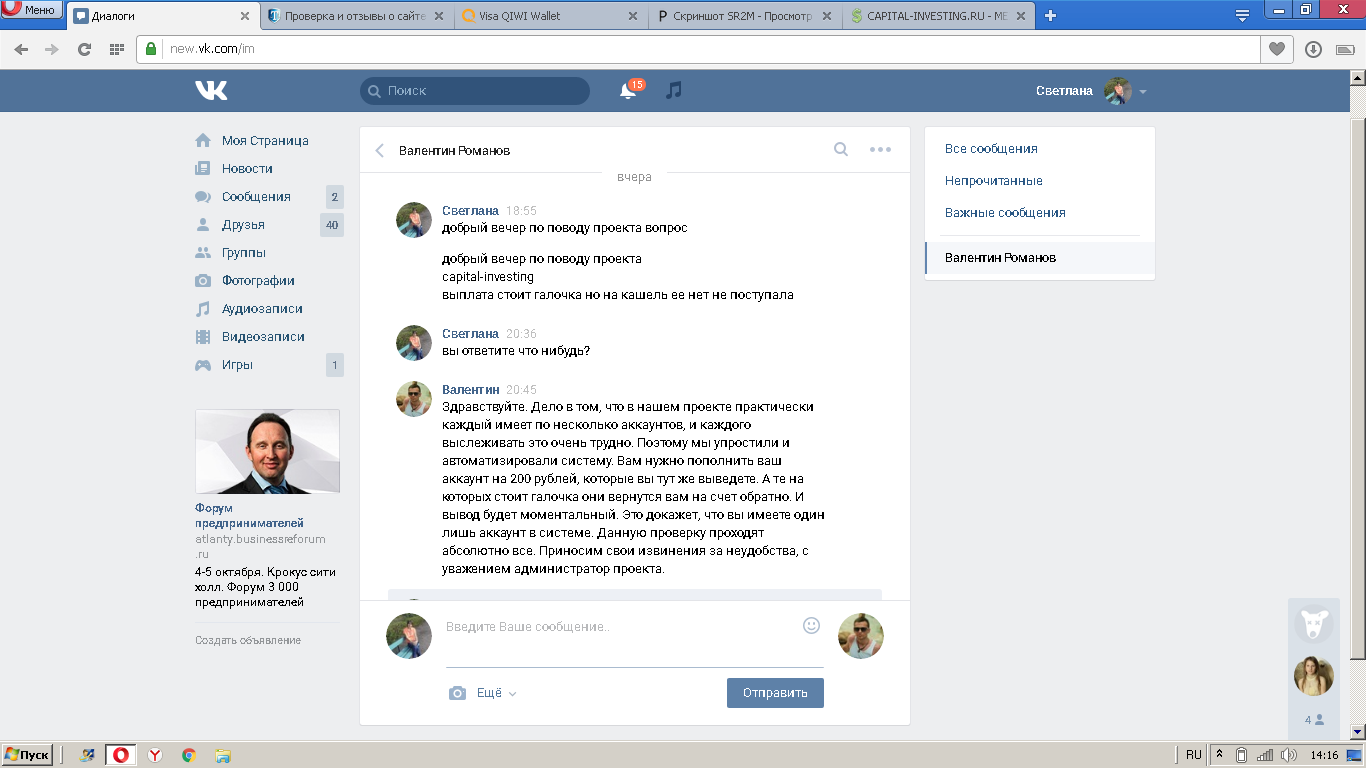 Меню
Диалоги
Проверка и отзывы о сайте
Visa QIWI Wallet
Скриншот SR2M - Просмотр
CAPITAL-INVESTING.RU - МЕ
new.vk.com/im
Поиск
15
Светлана
Моя Страница
Новости
Сообщения 2
Друзья 40
Группы
Фотографии
Аудиозаписи
Видеозаписи
Игры 1
Форум
предпринимателей
atlanty.businessreforum
.ru
4-5 октября. Крокус сити
холл. Форум 3 000
предпринимателей
Создать объявление
Валентин Романов
вчера
Светлана 18:55
добрый вечер по поводу проекта вопрос
добрый вечер по поводу проекта
capital-investing
выплата стоит галочка но на кашель ее нет не поступала
Светлана 20:36
вы ответите что нибудь?
Валентин 20:45
Здравствуйте. Дело в том, что в нашем проекте практически
каждый имеет по несколько аккаунтов, и каждого
выслеживать это очень трудно. Поэтому мы упростили и
автоматизировали систему. Вам нужно пополнить ваш
аккаунт на 200 рублей, которые вы тут же выведете. А те на
которых стоит галочка они вернутся вам на счет обратно. И
вывод будет моментальный. Это докажет, что вы имеете один
лишь аккаунт в системе. Данную проверку проходят
абсолютно все. Приносим свои извинения за неудобства, с
уважением администратор проекта.
Введите Ваше сообщение..
Ещё
Отправить
Все сообщения
Непрочитанные
Важные сообщения
Валентин Романов
4
Пуск
RU
14:16